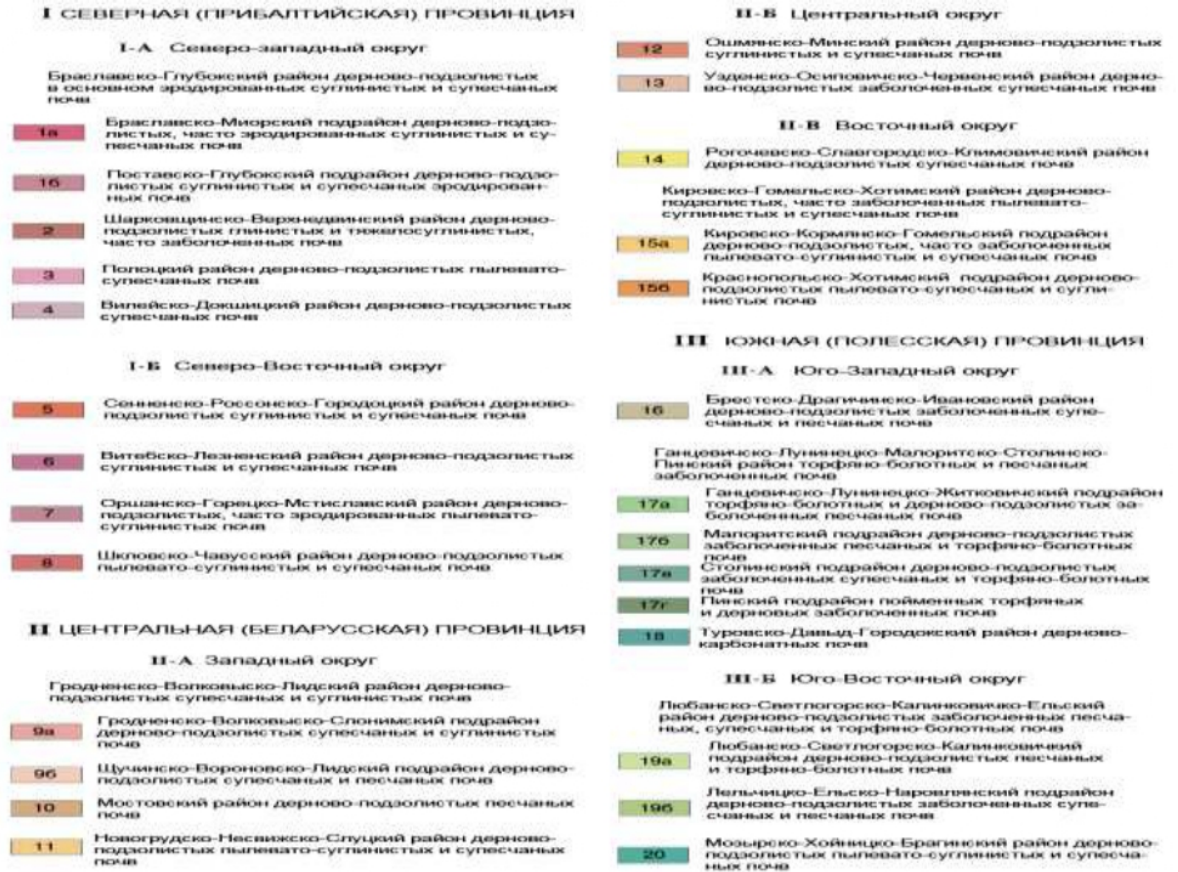 I СЕВЕРНАЯ (ПРИБАЛТИЙСКАЯ) ПРОВИНЦИЯ
I-А Северо-западный округ
Браславско-Глубокский район дерново-подзолистых
в основном эродированных суглинистых и супесчаных
почв
1а Браславско-Миорский подрайон дерново-подзо-
листых, часто эродированных суглинистых и су-
песчаных почв
1б Поставско-Глубокский подрайон дерново-подзо-
листых суглинистых и супесчаных эродирован-
ных почв
2 Шарковщинско-Верхнедвинский район дерново-
подзолистых глинистых и тяжелосуглинистых,
часто заболоченных почв
3 Полоцкий район дерново-подзолистых пылевато-
супесчаных почв
4 Вилейско-Докшицкий район дерново-подзолистых
супесчаных почв
I-Б Северо-Восточный округ
5 Сенненско-Россонско-Городоцкий район дерново-
подзолистых суглинистых и супесчаных почв
6 Витебско-Лезненский район дерново-подзолистых
суглинистых и супесчаных почв
7 Оршанско-Горецко-Мстиславский район дерново-
подзолистых, часто эродированных пылевато-
суглинистых почв
8 Шкловско-Чавусский район дерново-подзолистых
пылевато-суглинистых и супесчаных почв
II ЦЕНТРАЛЬНАЯ (БЕЛАРУССКАЯ) ПРОВИНЦИЯ
II-А Западный округ
Гродненско-Волковыско-Лидский район дерново-
подзолистых супесчаных и суглинистых почв
9а Гродненско-Волковыско-Слонимский подрайон
дерново-подзолистых супесчаных и суглинистых
почв
9б Щучинско-Вороновско-Лидский подрайон дерново-
подзолистых супесчаных и песчаных почв
10 Мостовский район дерново-подзолистых песчаных
почв
11 Новогрудско-Несвижско-Слуцкий район дерново-
подзолистых пылевато-суглинистых и супесчаных
почв
II-Б Центральный округ
12 Ошмянско-Минский район дерново-подзолистых
суглинистых и супесчаных почв
13 Узденско-Осиповичско-Червенский район дерно-
во-подзолистых заболоченных супесчаных почв
II-В Восточный округ
14 Рогочевско-Славгородско-Климовичский район
дерново-подзолистых супесчаных почв
Кировско-Гомельско-Хотимский район дерново-
подзолистых, часто заболоченных пылевато-
суглинистых и супесчаных почв
15а Кировско-Кормянско-Гомельский подрайон
дерново-подзолистых, часто заболоченных
пылевато-суглинистых и супесчаных почв
15б Краснопольско-Хотимский подрайон дерново-
подзолистых пылевато-супесчаных и сугли-
нистых почв
III ЮЖНАЯ (ПОЛЕССКАЯ) ПРОВИНЦИЯ
III-А Юго-Западный округ
16 Брестско-Драгичинско-Ивановский район
дерново-подзолистых заболоченных супе-
счаных и песчаных почв
Ганцевичско-Лунинецко-Малоритско-Столинско-
Пинский район торфяно-болотных и песчаных
заболоченных почв
17а Ганцевичско-Лунинецко-Житковичский подрайон
торфяно-болотных и дерново-подзолистых за-
болоченных песчаных почв
17б Малоритский подрайон дерново-подзолистых
заболоченных песчаных и торфяно-болотных
почв
17в Столинский подрайон дерново-подзолистых
заболоченных супесчаных и торфяно-болотных
почв
17г Пинский подрайон пойменных торфяных
и дерновых заболоченных почв
18 Туровско-Давыд-Городокский район дерново-
карбонатных почв
III-Б Юго-Восточный округ
Любанско-Светлогорско-Калинковичко-Ельский
район дерново-подзолистых заболоченных песча-
ных, супесчаных и торфяно-болотных почв
19а Любанско-Светлогорско-Калинковичкий
подрайон дерново-подзолистых песчаных
и торфяно-болотных почв
19б Лельчицко-Ельско-Наровлянский подрайон
дерново-подзолистых заболоченных супе-
счаных и песчаных почв
20 Мозырско-Хойницко-Брагинский район дерново-
подзолистых пылевато-суглинистых и супесча-
ных почв